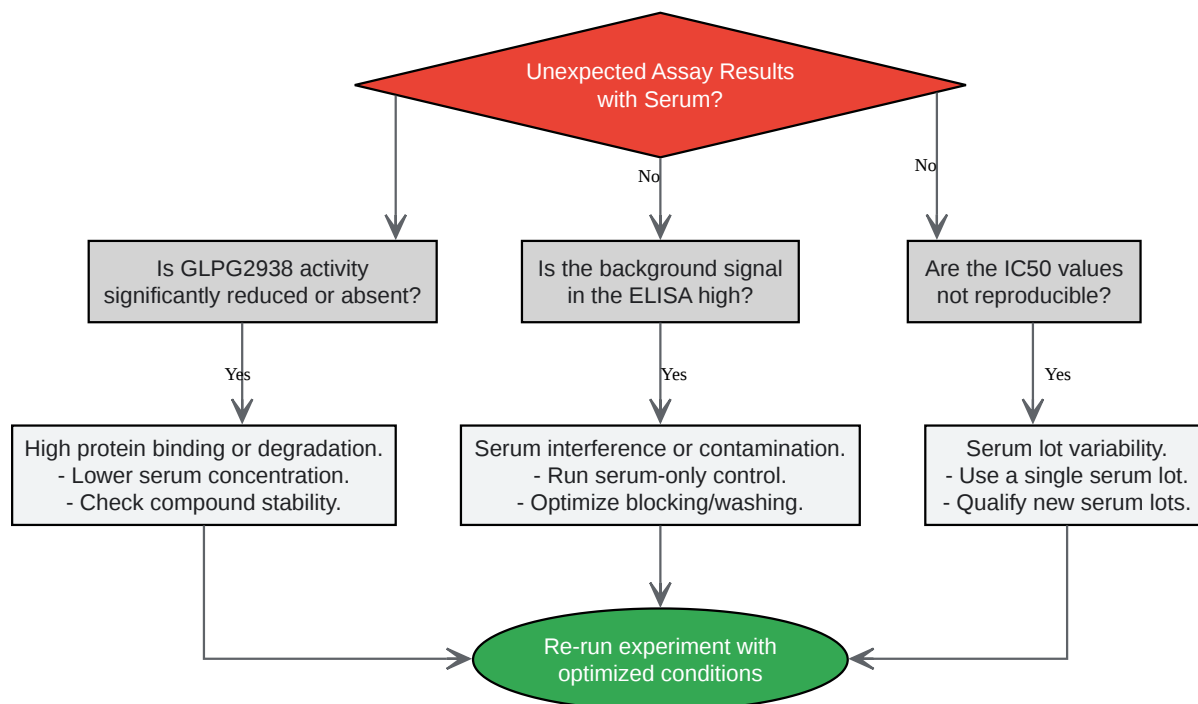 Unexpected Assay Results
with Serum?
No
No
Is GLPG2938 activity
significantly reduced or absent?
Is the background signal
in the ELISA high?
Are the IC50 values
not reproducible?
Yes
Yes
Yes
High protein binding or degradation.
- Lower serum concentration.
- Check compound stability.
Serum interference or contamination.
- Run serum-only control.
- Optimize blocking/washing.
Serum lot variability.
- Use a single serum lot.
- Qualify new serum lots.
Re-run experiment with
optimized conditions